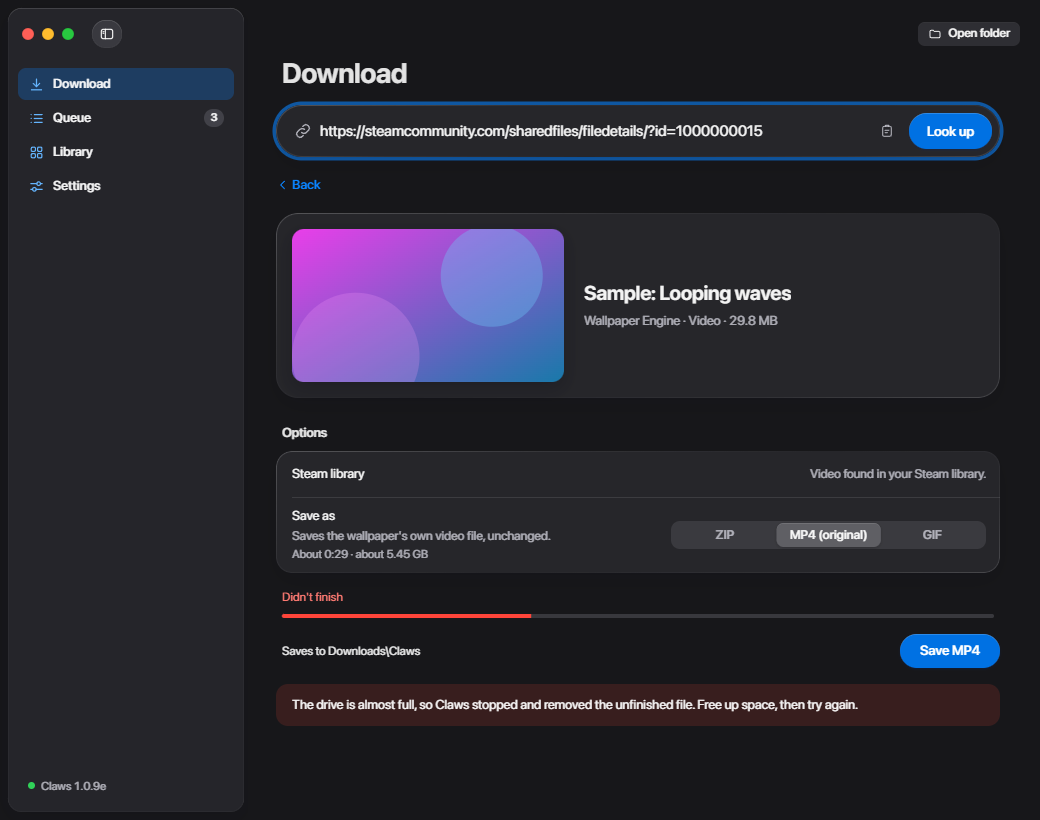 Open folder
Download
Queue
3
Library
Settings
Download
https://steamcommunity.com/sharedfiles/filedetails/?id=1000000015
Look up
Back
Sample: Looping waves
Wallpaper Engine · Video · 29.8 MB
Options
Steam library
Video found in your Steam library.
Save as
Saves the wallpaper's own video file, unchanged.
About 0:29 · about 5.45 GB
ZIP
MP4 (original)
GIF
Didn't finish
Saves to Downloads\Claws
Save MP4
The drive is almost full, so Claws stopped and removed the unfinished file. Free up space, then try again.
Claws 1.0.9e